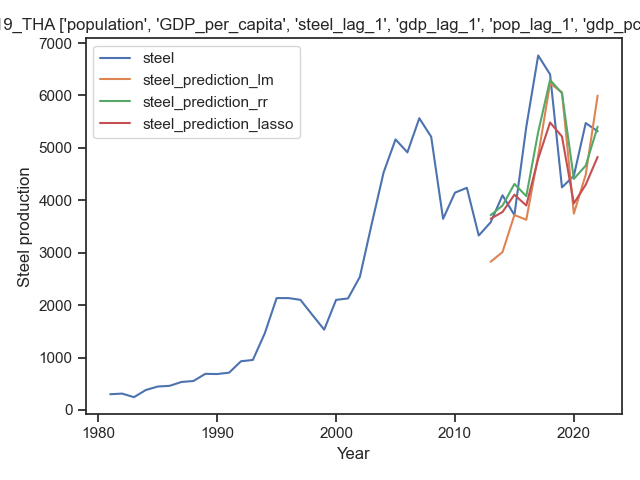 19_THA ['population', 'GDP_per_capita', 'steel_lag_1', 'gdp_lag_1', 'pop_lag_1', 'gdp_pc
7000
6000
5000
4000
3000
2000
1000
0
steel
steel_prediction_lm
steel_prediction_rr
steel_prediction_lasso
Steel production
1980
1990
2000
2010
2020
Year